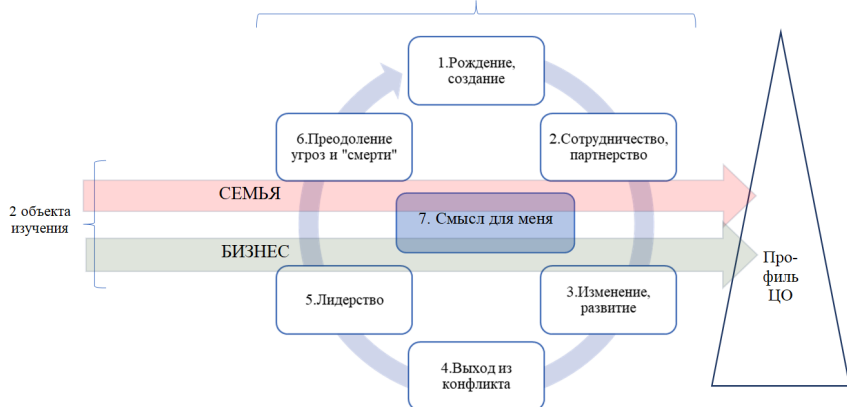 1.Рождение,
создание
6.Преодоление
угроз и "смерти"
2.Сотрудничество,
партнерство
СЕМЬЯ
2 объекта
изучения
7. Смысл для меня
БИЗНЕС
Про-
филь
ЦО
5.Лидерство
3.Изменение,
развитие
4.Выход из
конфликта